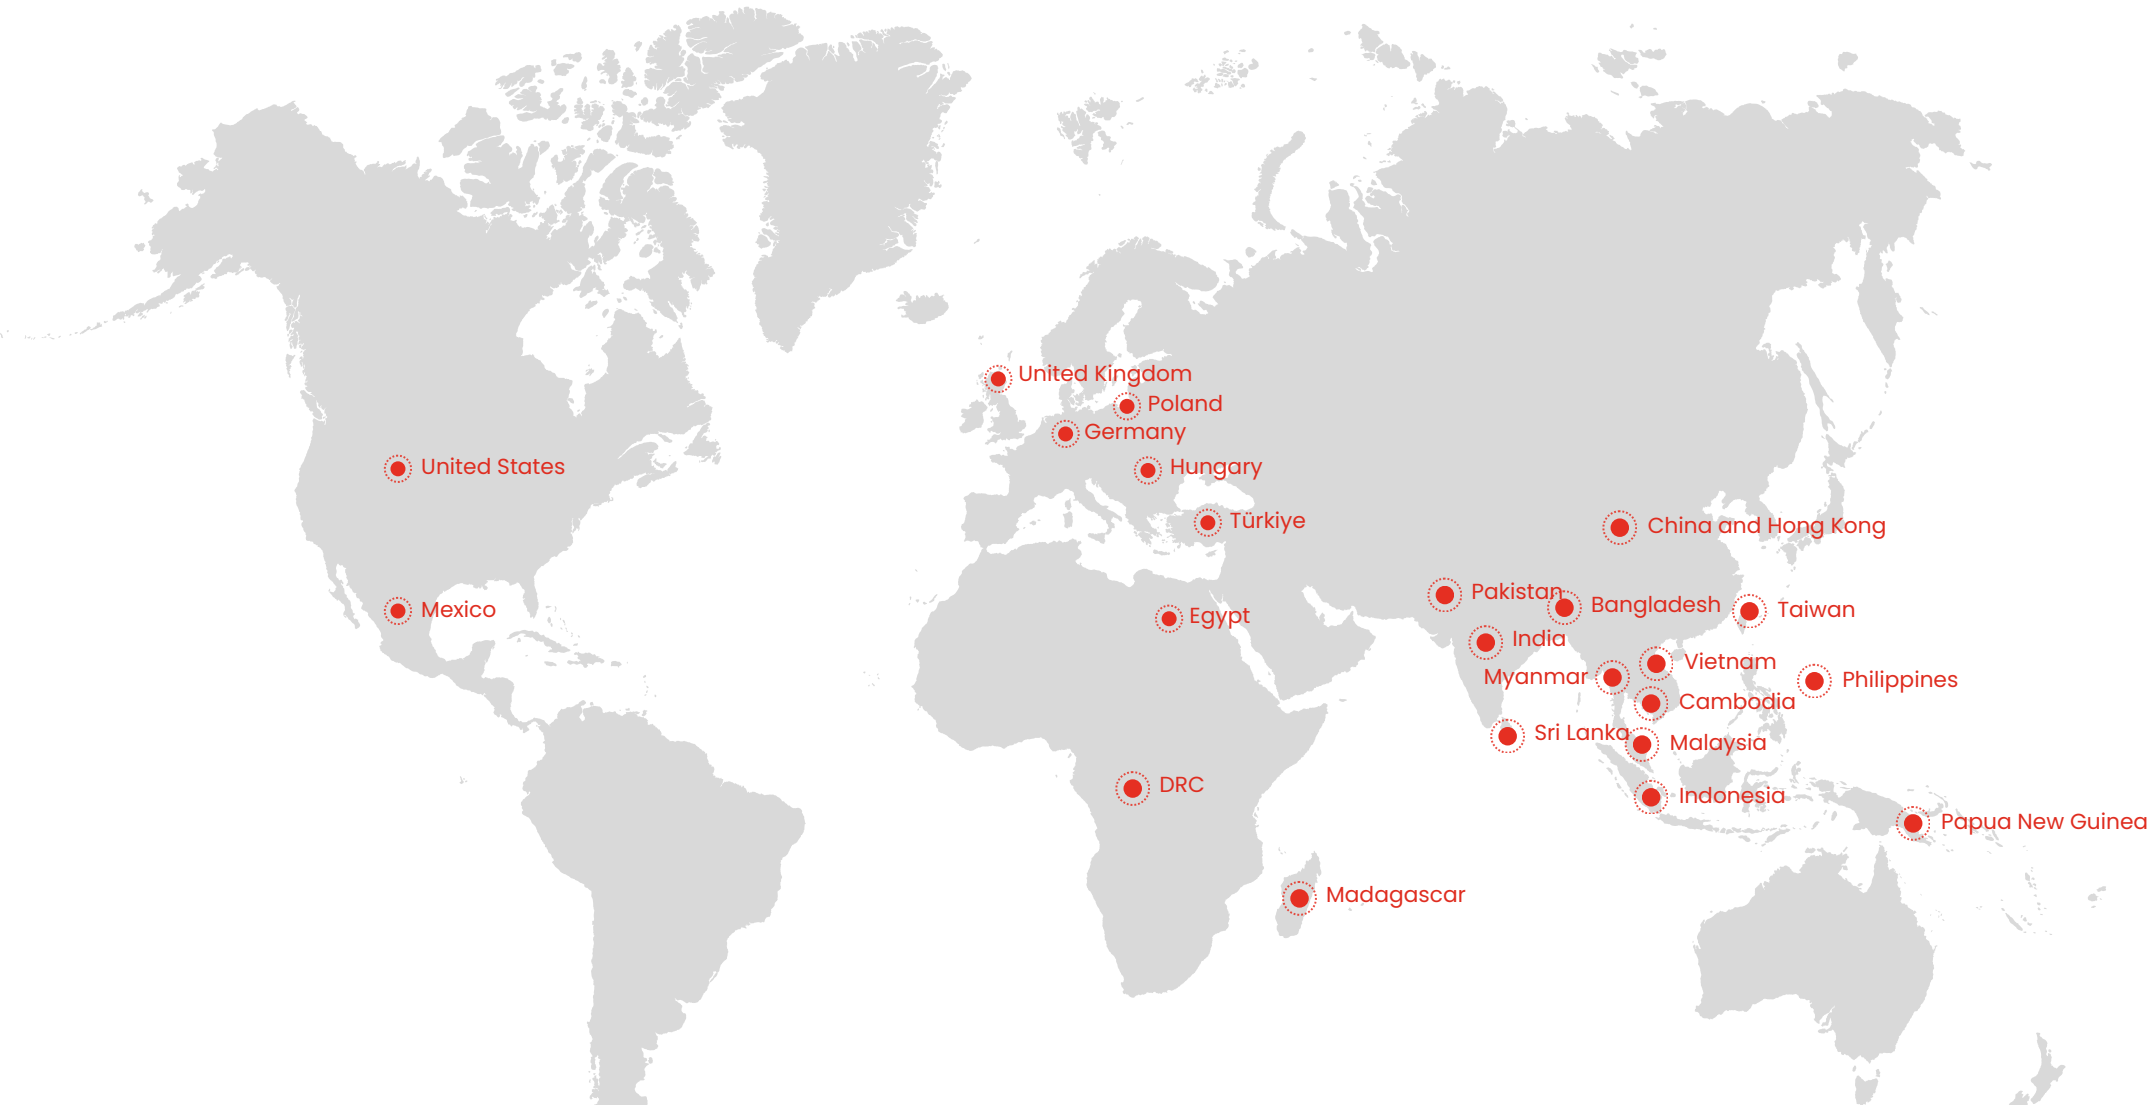 United Kingdom
Poland
Germany
Hungary
United States
Türkiye
China and Hong Kong
Pakistan
Bangladesh
Taiwan
Mexico
Egypt
India
Vietnam
Myanmar
Philippines
Cambodia
Sri Lanka
Malaysia
DRC
Indonesia
Papua New Guinea
Madagascar